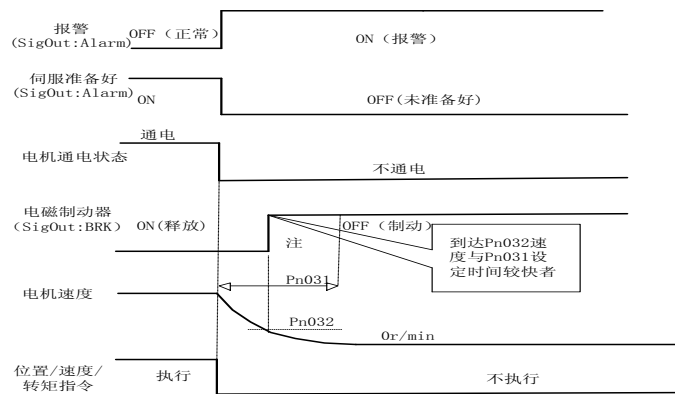 报警
(SigOut:Alarm)
OFF（正常）
ON（报警）
伺服准备好
(SigOut:Alarm)
ON
OFF(未准备好)
通电
电机通电状态
不通电
电磁制动器
(SigOut:BRK)
ON(释放)
注
OFF（制动）
到达Pn032速
度与Pn031设
定时间较快者
Pn031
电机速度
Pn032
0r/min
位置/速度/
转矩指令
执行
不执行